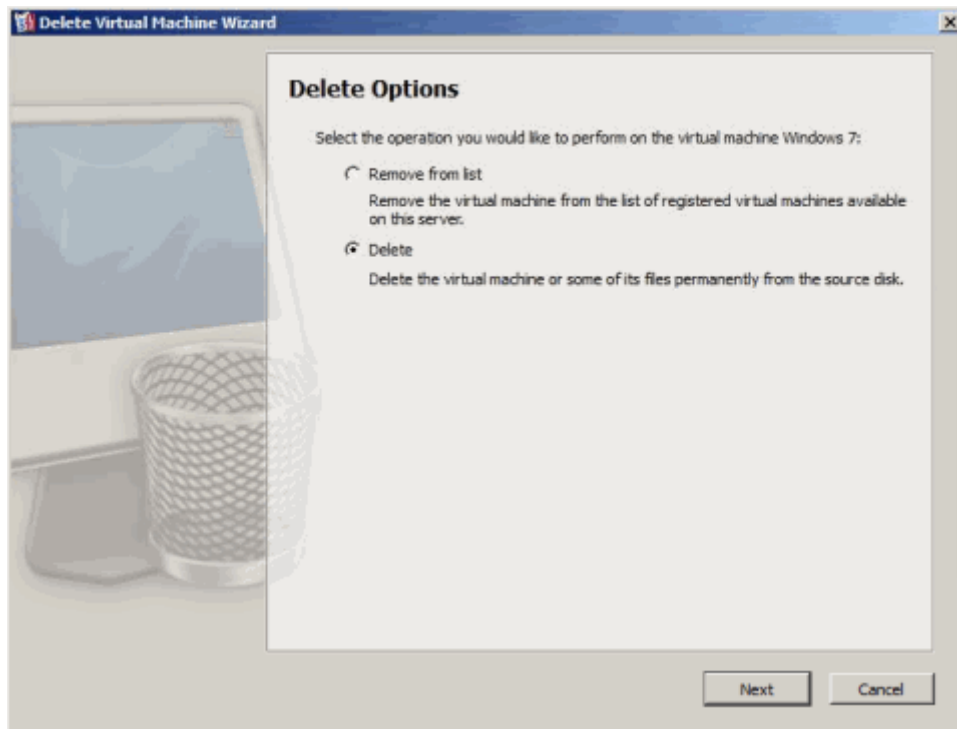 Delete Virtual Machine Wizard
Delete Options
Select the operation you would like to perform on the virtual machine Windows 7:
Remove from list
Remove the virtual machine from the list of registered virtual machines available
on this server.
Delete
Delete the virtual machine or some of its files permanently from the source disk.
Next
Cancel